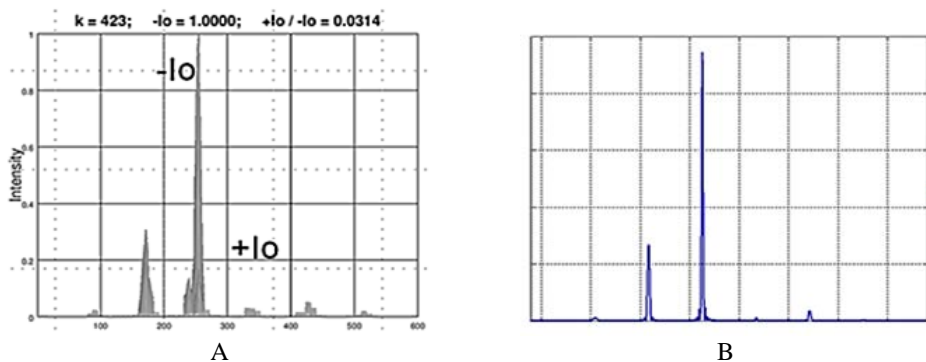 k = 423; -Io = 1.0000; +Io / -Io = 0.0314
1
0.8
0.6
0.4
0.2
0
Intensity
-Io
+Io
100
200
300
400
500
600
A
B